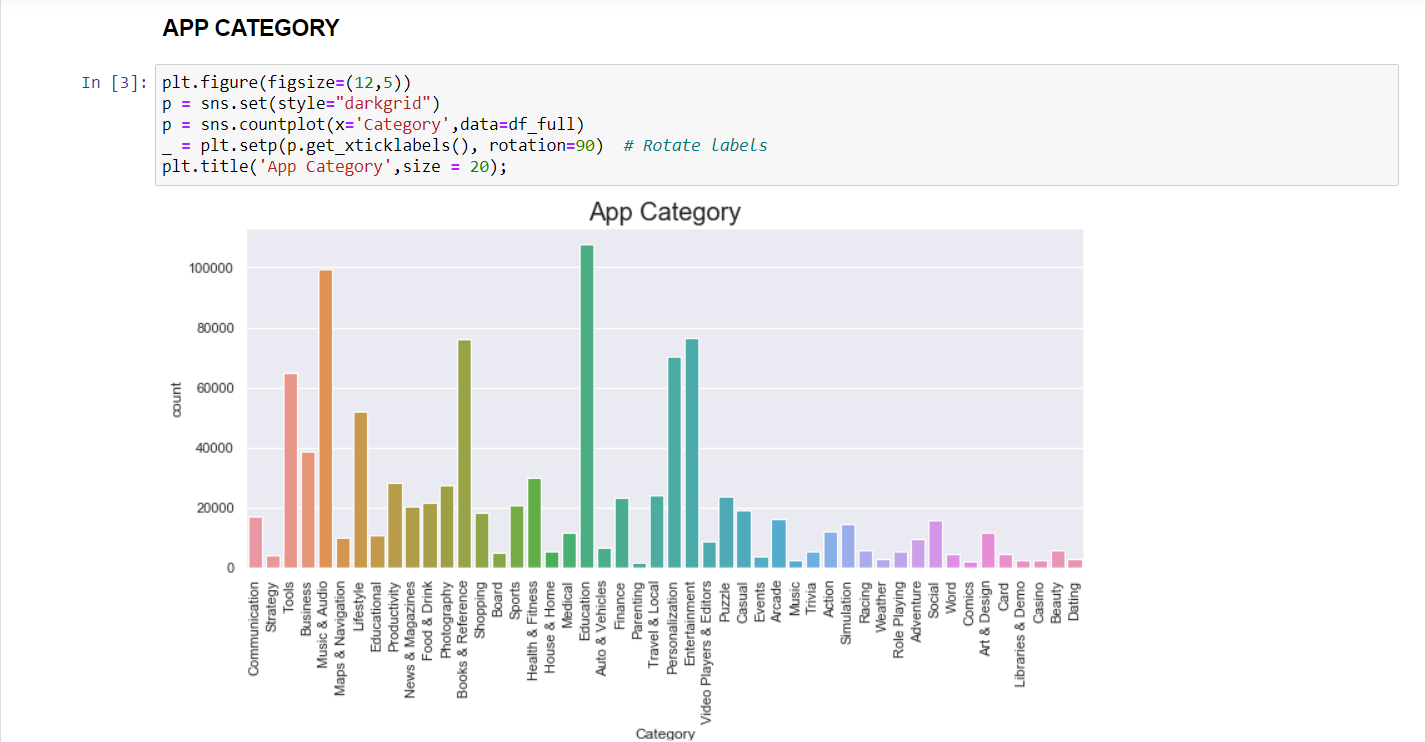 APP CATEGORY
In [3]: plt.figure(figsize=(12,5))
p = sns.set(style="darkgrid")
p = sns.countplot(x='Category',data=df_full)
_ = plt.setp(p.get_xticklabels(), rotation=90)  # Rotate labels
plt.title('App Category',size = 20);
App Category
100000
80000
60000
40000
20000
0
count
Communication
Strategy
Tools
Business
Music & Audio
Maps & Navigation
Lifestyle
Educational
Productivity
News & Magazines
Food & Drink
Photography
Books & Reference
Shopping
Board
Sports
Health & Fitness
House & Home
Medical
Education
Auto & Vehicles
Finance
Parenting
Travel & Local
Personalization
Entertainment
Video Players & Editors
Puzzle
Casual
Events
Arcade
Music
Trivia
Action
Simulation
Racing
Weather
Role Playing
Adventure
Social
Word
Comics
Art & Design
Card
Libraries & Demo
Casino
Beauty
Dating
Category